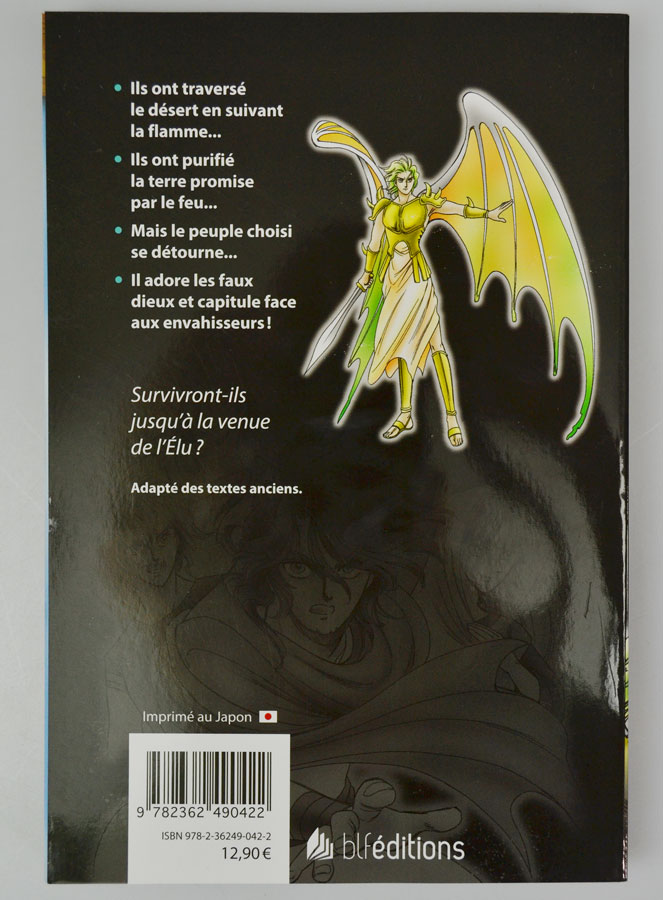 • Ils ont traversé
le désert en suivant
la flamme...
• Ils ont purifié
la terre promise
par le feu...
• Mais le peuple choisi
se détourne...
• Il adore les faux
dieux et capitule face
aux envahisseurs !
Survivront-ils
jusqu’à la venue
de l’Élu ?
Adapté des textes anciens.
Imprimé au Japon
9 782362 490422
ISBN 978-2-36249-042-2
12,90 €
blféditions